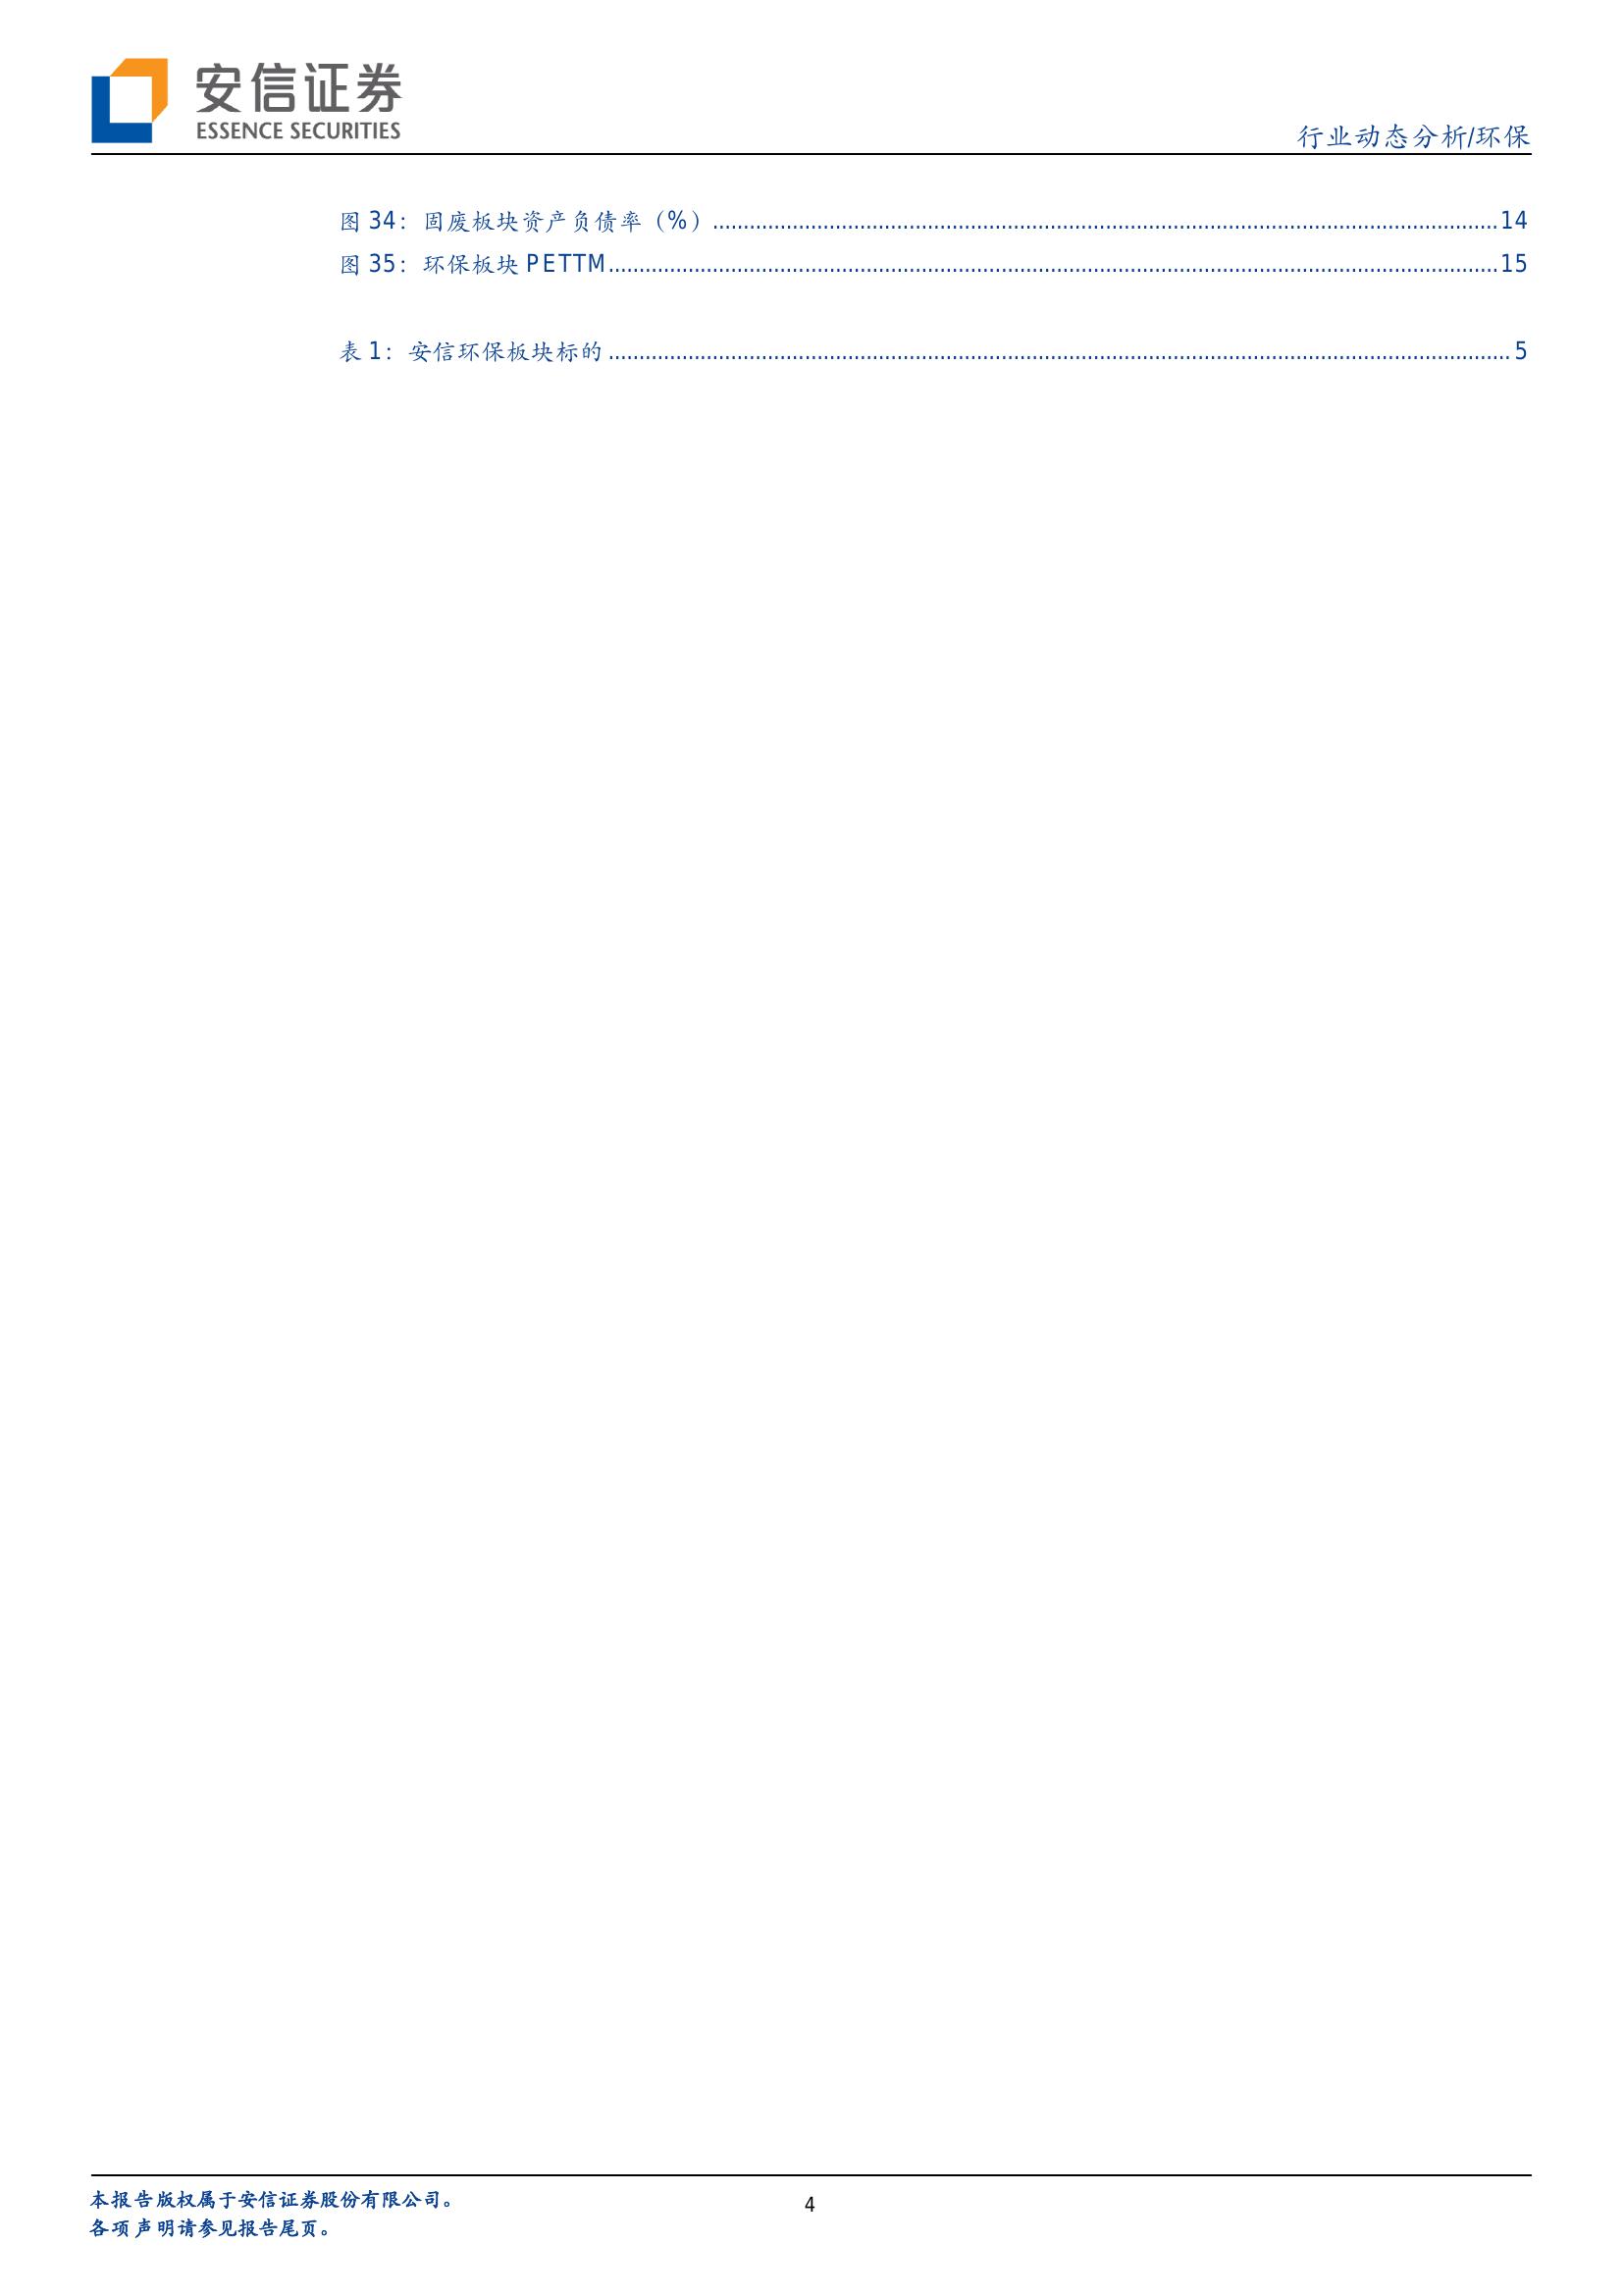 安信证券
ESSENCE SECURITIES
行业动态分析/环保
图 34：固废板块资产负债率（%）..........14
图 35：环保板块 PETTM..........15
表 1：安信环保板块标的..........5
本报告版权属于安信证券股份有限公司。
4
各项声明请参见报告尾页。